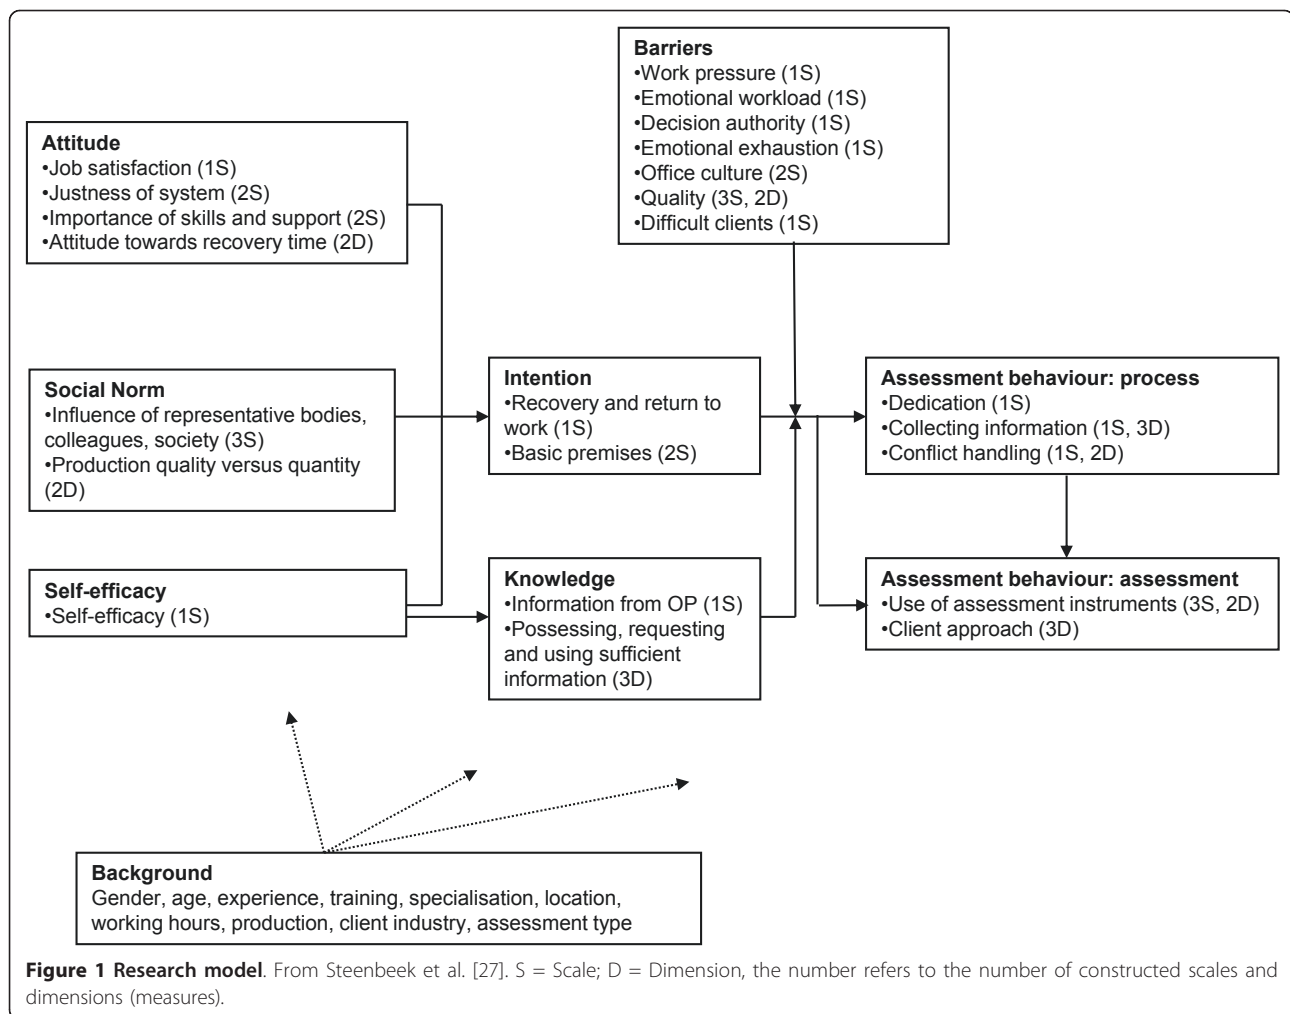 Barriers
•Work pressure (1S)
•Emotional workload (1S)
•Decision authority (1S)
•Emotional exhaustion (1S)
•Office culture (2S)
•Quality (3S, 2D)
•Difficult clients (1S)
Attitude
•Job satisfaction (1S)
•Justness of system (2S)
•Importance of skills and support (2S)
•Attitude towards recovery time (2D)
Social Norm
•Influence of representative bodies,
colleagues, society (3S)
•Production quality versus quantity
(2D)
Intention
•Recovery and return to
work (1S)
•Basic premises (2S)
Assessment behaviour: process
•Dedication (1S)
•Collecting information (1S, 3D)
•Conflict handling (1S, 2D)
Self-efficacy
•Self-efficacy (1S)
Knowledge
•Information from OP (1S)
•Possessing, requesting
and using sufficient
information (3D)
Assessment behaviour: assessment
•Use of assessment instruments (3S, 2D)
•Client approach (3D)
Background
Gender, age, experience, training, specialisation, location,
working hours, production, client industry, assessment type
Figure 1 Research model. From Steenbeek et al. [27]. S = Scale; D = Dimension, the number refers to the number of constructed scales and
dimensions (measures).